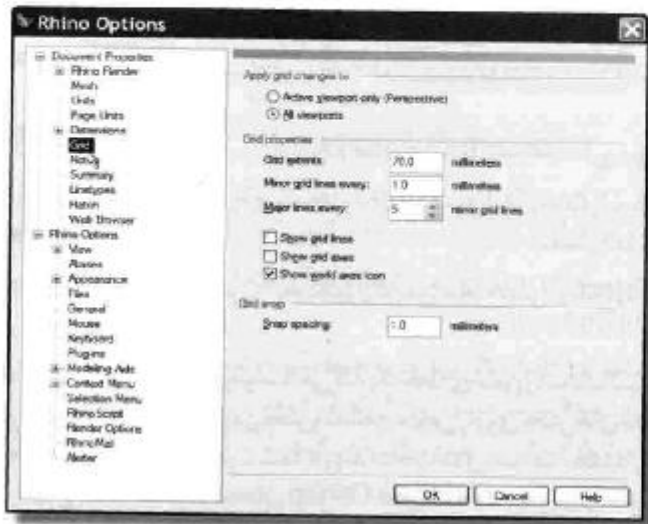 Rhino Options
Document Properties
Rhino Render
Mesh
Units
Page Units
Dimensions
Grid
Notes
Summary
Linetypes
Hatch
Web Browser
Rhino Options
View
Aliases
Appearance
Files
General
Mouse
Keyboard
Plug-ins
Modeling Aids
Context Menu
Selection Menu
RhinoScript
Render Options
RhinoMail
Alerter
Apply grid changes to
Active viewport only (Perspective)
All viewports
Grid properties
Grid extents: 70.0 millimeters
Minor grid lines every: 1.0 millimeters
Major lines every: 5 minor grid lines
Show grid lines
Show grid axes
Show world axes icon
Grid snap
Snap spacing: 1.0 millimeters
OK Cancel Help